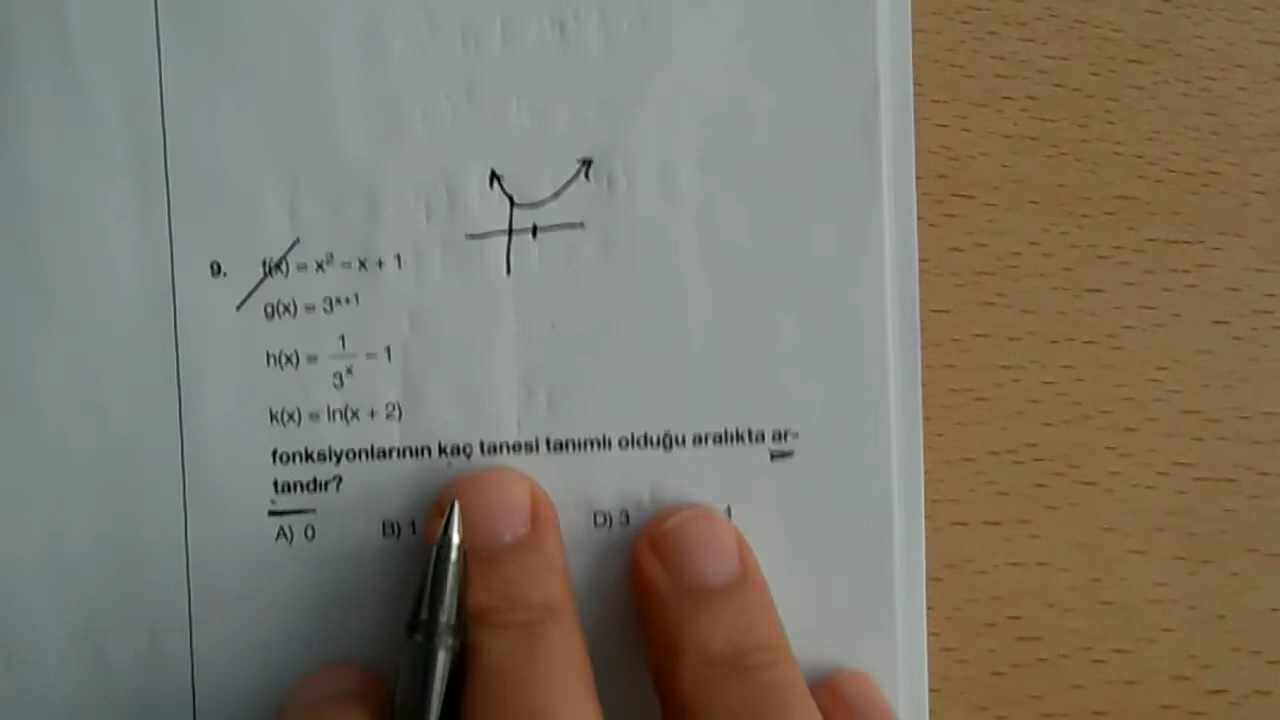 9. f(x) = x² – x + 1
g(x) = 3ˣ⁺¹
h(x) = 1/3ˣ – 1
k(x) = ln(x + 2)
fonksiyonlarının kaç tanesi tanımlı olduğu aralıkta ar-
tandır?
A) 0 B) 1 D) 3